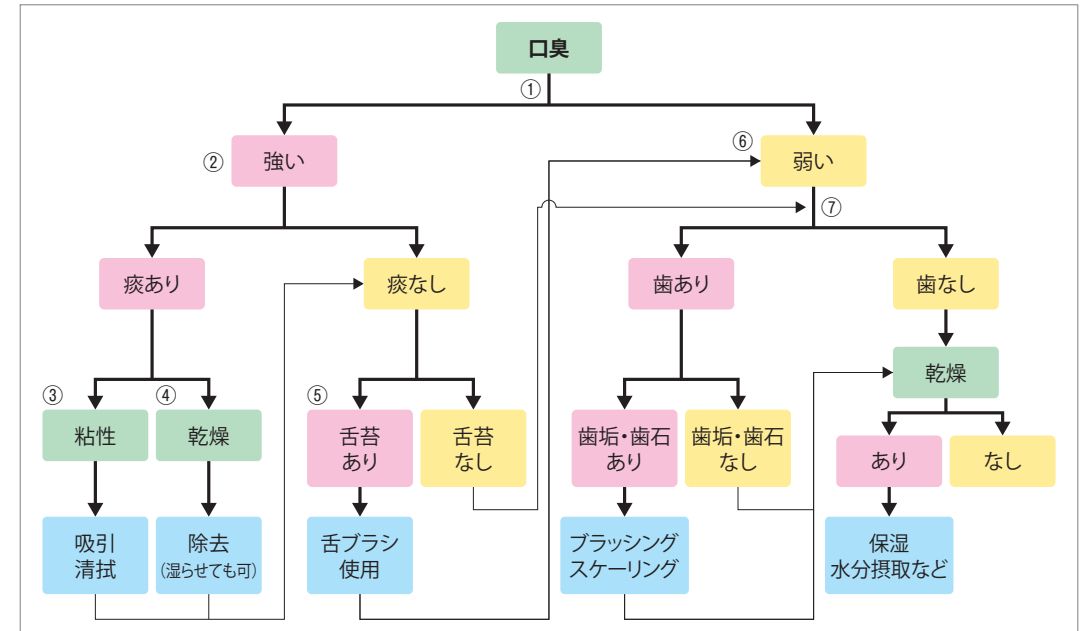 口臭
①
②
強い
⑥
弱い
⑦
痰あり
痰なし
歯あり
歯なし
乾燥
③
粘性
④
乾燥
⑤
舌苔
あり
舌苔
なし
歯垢・歯石
あり
歯垢・歯石
なし
あり
なし
吸引
清拭
除去
(湿らせても可)
舌ブラシ
使用
ブラッシング
スケーリング
保湿
水分摂取など